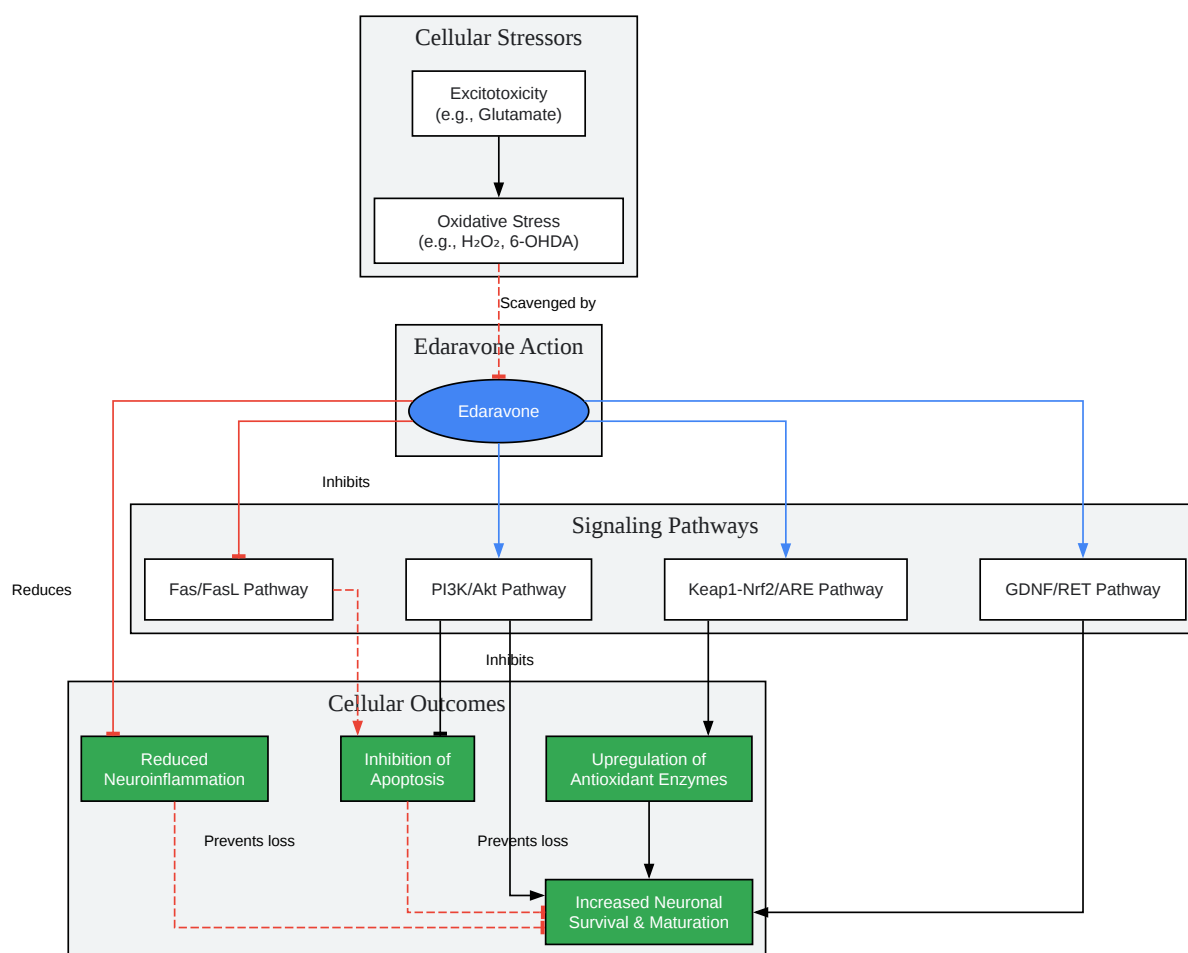 Cellular Stressors
Excitotoxicity
(e.g., Glutamate)
Oxidative Stress
(e.g., H₂O₂, 6-OHDA)
Scavenged by
Edaravone Action
Edaravone
Inhibits
Signaling Pathways
Reduces
Fas/FasL Pathway
PI3K/Akt Pathway
Keap1-Nrf2/ARE Pathway
GDNF/RET Pathway
Inhibits
Cellular Outcomes
Reduced
Neuroinflammation
Inhibition of
Apoptosis
Upregulation of
Antioxidant Enzymes
Prevents loss
Prevents loss
Increased Neuronal
Survival & Maturation